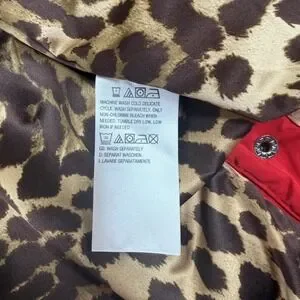 MACHINE WASH COLD DELICATE
CYCLE. WASH SEPARATELY. ONLY
NON-CHLORINE BLEACH WHEN
NEEDED. TUMBLE DRY LOW. LOW
IRON IF NEEDED
GB: WASH SEPARATELY
D: SEPARAT WASCHEN.
I: LAVARE SEPARATAMENTE